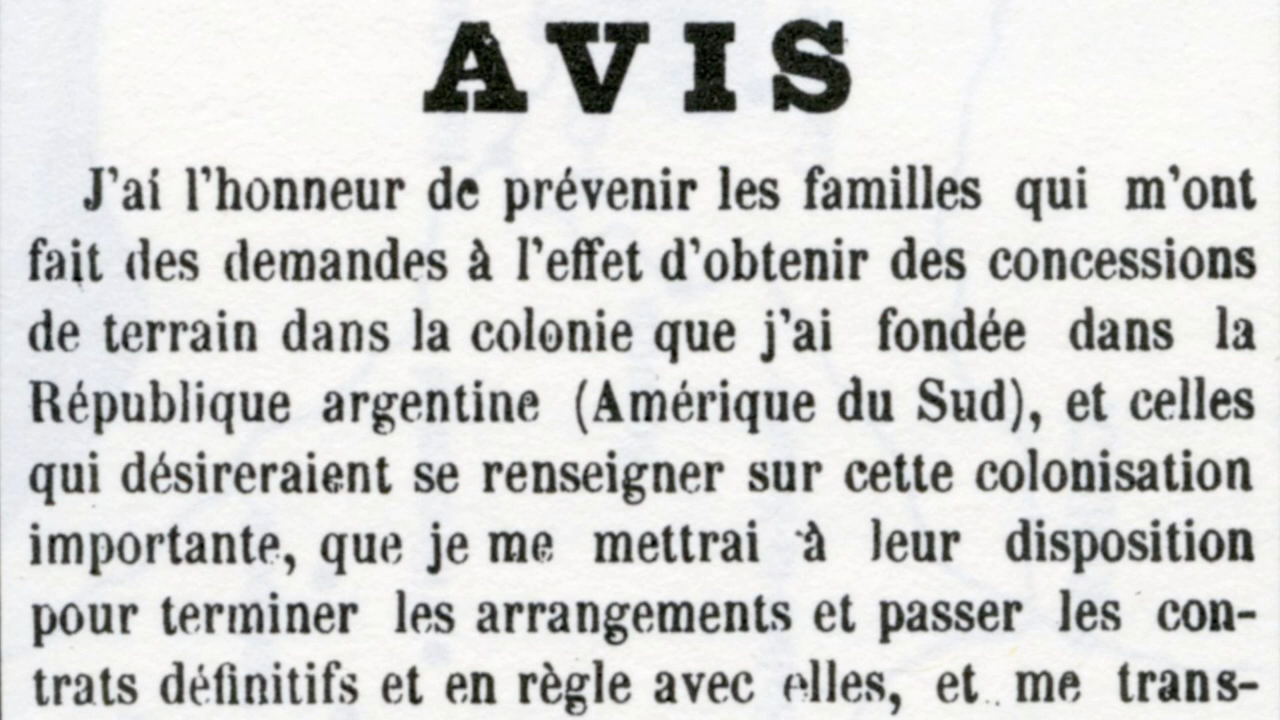 AVIS
J'ai l'honneur de prévenir les familles qui m'ont
fait des demandes à l'effet d'obtenir des concessions
de terrain dans la colonie que j'ai fondée dans la
République argentine (Amérique du Sud), et celles
qui désireraient se renseigner sur cette colonisation
importante, que je me mettrai à leur disposition
pour terminer les arrangements et passer les con-
trats définitifs et en règle avec elles, et me trans-